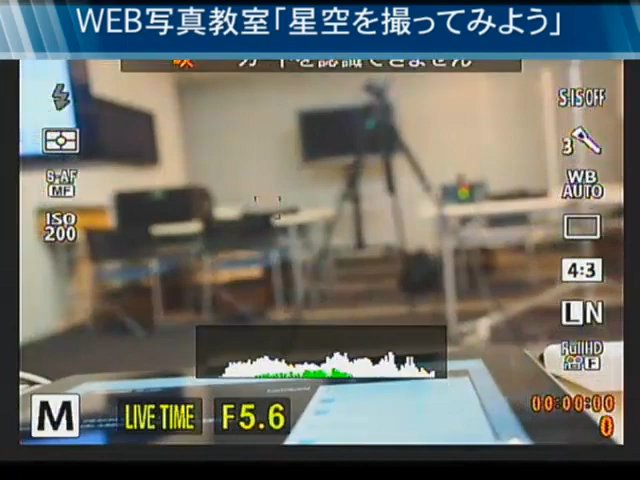 WEB写真教室「星空を撮ってみよう」
カードを認識できません
S-IS OFF
3
S-AF
MF
WB
AUTO
ISO
200
4:3
LN
FullHD
F
M
LIVE TIME
F5.6
00:00:00
0